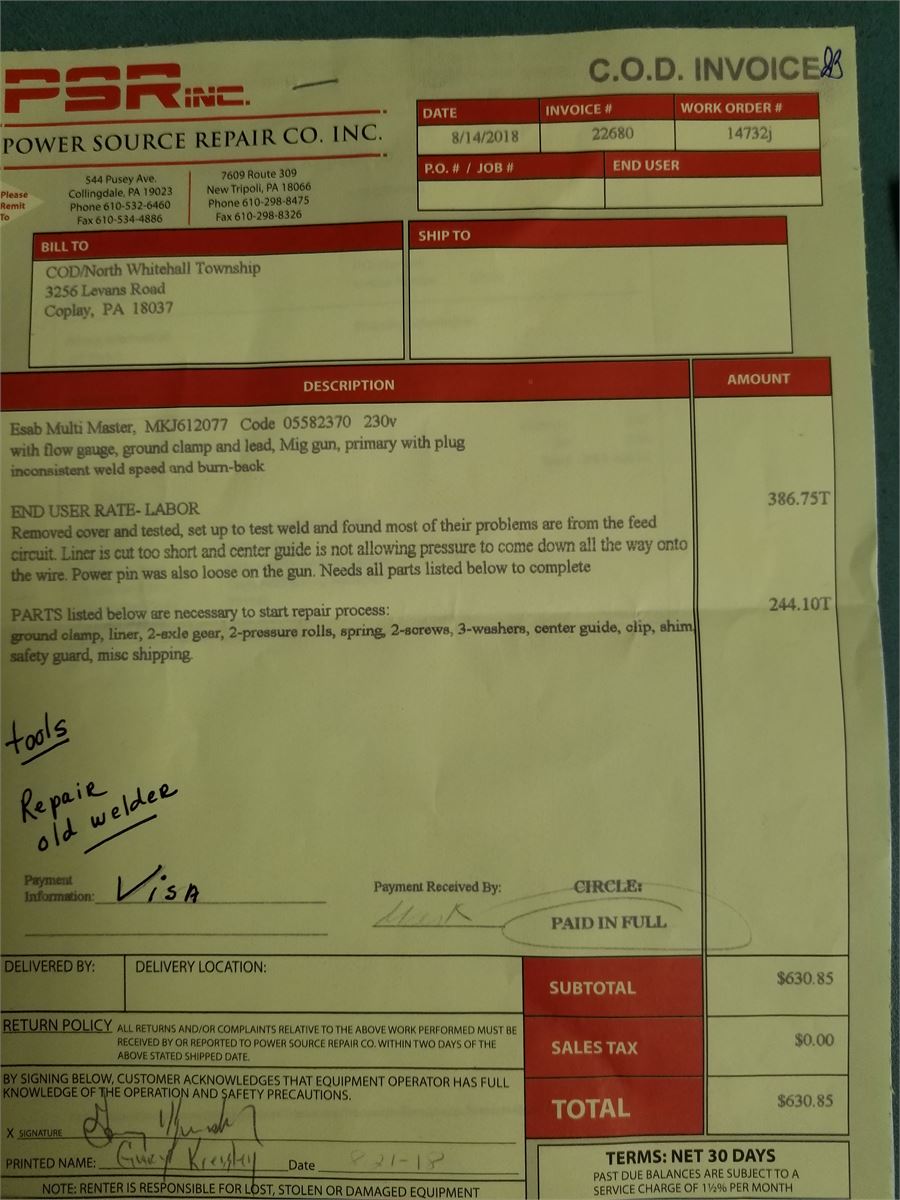 PSR INC.
C.O.D. INVOICE
POWER SOURCE REPAIR CO. INC.
Please
Remit
To
544 Pusey Ave.
Collingdale, PA 19023
Phone 610-532-6460
Fax 610-534-4886
7609 Route 309
New Tripoli, PA 18066
Phone 610-298-8475
Fax 610-298-8326
DATE INVOICE # WORK ORDER #
8/14/2018 22680 14732j
P.O. # / JOB # END USER
BILL TO
COD/North Whitehall Township
3256 Levans Road
Coplay, PA 18037
SHIP TO
DESCRIPTION AMOUNT
Esab Multi Master, MKJ612077 Code 05582370 230v
with flow gauge, ground clamp and lead, Mig gun, primary with plug
inconsistent weld speed and burn-back
END USER RATE- LABOR 386.75T
Removed cover and tested, set up to test weld and found most of their problems are from the feed
circuit. Liner is cut too short and center guide is not allowing pressure to come down all the way onto
the wire. Power pin was also loose on the gun. Needs all parts listed below to complete
PARTS listed below are necessary to start repair process: 244.10T
ground clamp, liner, 2-axle gear, 2-pressure rolls, spring, 2-screws, 3-washers, center guide, clip, shim,
safety guard, misc shipping.
tools
Repair
old welder
Payment
Information: Visa
Payment Received By:
CIRCLE:
PAID IN FULL
DELIVERED BY: DELIVERY LOCATION:
SUBTOTAL $630.85
RETURN POLICY ALL RETURNS AND/OR COMPLAINTS RELATIVE TO THE ABOVE WORK PERFORMED MUST BE
RECEIVED BY OR REPORTED TO POWER SOURCE REPAIR CO. WITHIN TWO DAYS OF THE
ABOVE STATED SHIPPED DATE.
SALES TAX $0.00
BY SIGNING BELOW, CUSTOMER ACKNOWLEDGES THAT EQUIPMENT OPERATOR HAS FULL
KNOWLEDGE OF THE OPERATION AND SAFETY PRECAUTIONS.
TOTAL $630.85
X SIGNATURE
PRINTED NAME: Date 8-21-18
NOTE: RENTER IS RESPONSIBLE FOR LOST, STOLEN OR DAMAGED EQUIPMENT
TERMS: NET 30 DAYS
PAST DUE BALANCES ARE SUBJECT TO A
SERVICE CHARGE OF 1½% PER MONTH